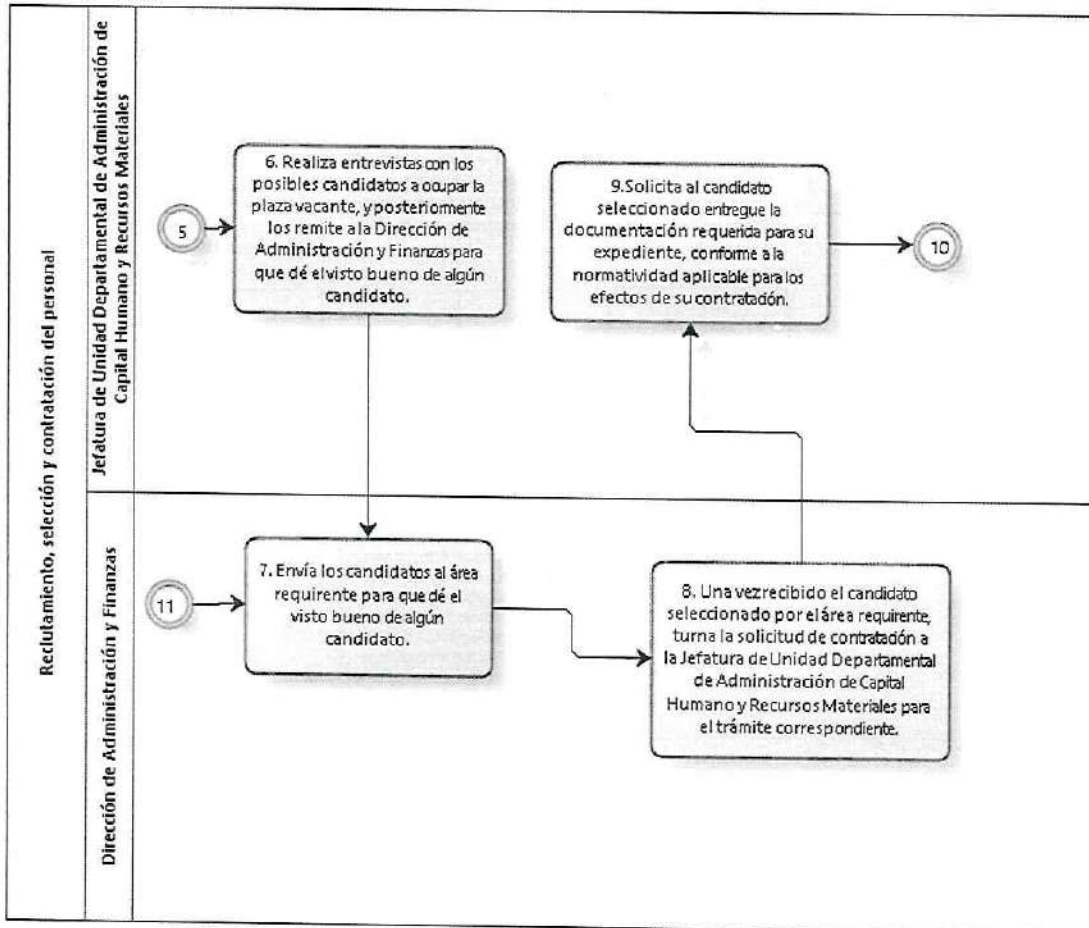 Reclutamiento, selección y contratación del personal
Jefatura de Unidad Departamental de Administración de
Capital Humano y Recursos Materiales
5
6. Realiza entrevistas con los
posibles candidatos a ocupar la
plaza vacante, y posteriormente
los remite a la Dirección de
Administración y Finanzas para
que dé el visto bueno de algún
candidato.
9.Solicita al candidato
seleccionado entregue la
documentación requerida para su
expediente, conforme a la
normatividad aplicable para los
efectos de su contratación.
10
Dirección de Administración y Finanzas
11
7. Envía los candidatos al área
requirente para que dé el
visto bueno de algún
candidato.
8. Una vez recibido el candidato
seleccionado por el área requirente,
turna la solicitud de contratación a
la Jefatura de Unidad Departamental
de Administración de Capital
Humano y Recursos Materiales para
el trámite correspondiente.